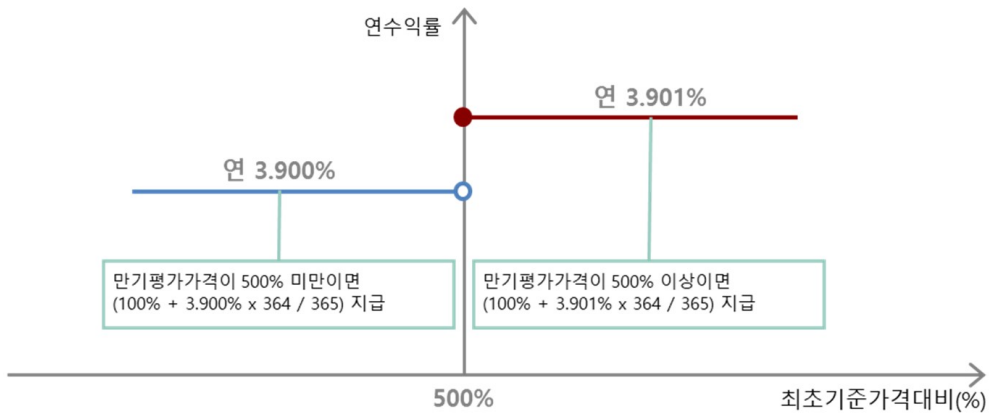 연수익률
연 3.901%
연 3.900%
만기평가가격이 500% 미만이면
(100% + 3.900% x 364 / 365) 지급
만기평가가격이 500% 이상이면
(100% + 3.901% x 364 / 365) 지급
500%
최초기준가격대비(%)